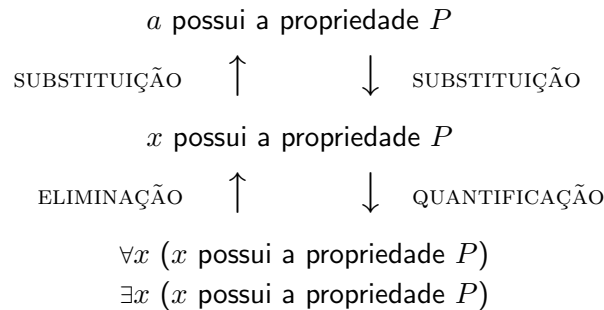 a possui a propriedade P
SUBSTITUIÇÃO ↑ ↓ SUBSTITUIÇÃO
x possui a propriedade P
ELIMINAÇÃO ↑ ↓ QUANTIFICAÇÃO
∀x (x possui a propriedade P)
∃x (x possui a propriedade P)